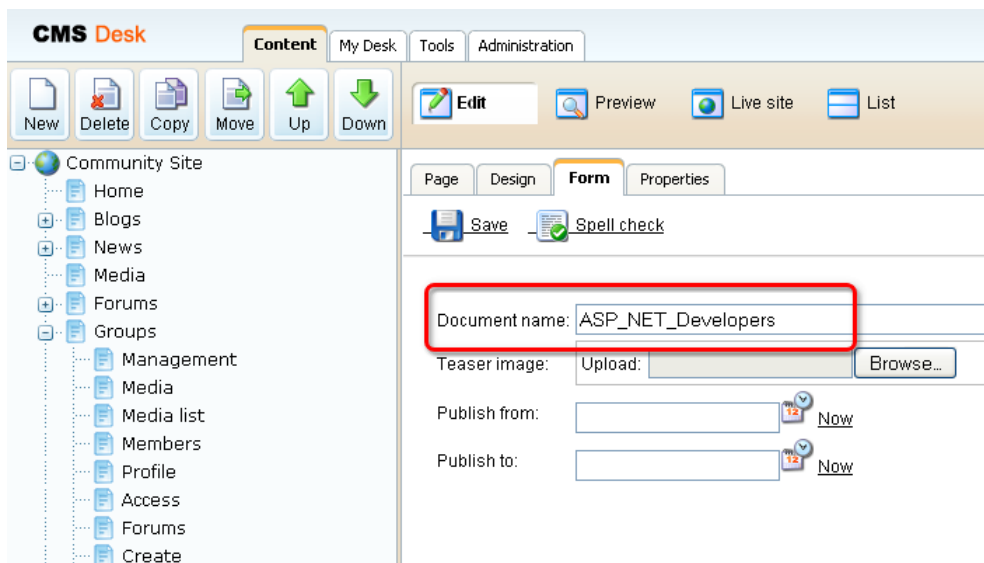 CMS Desk
Content My Desk Tools Administration
New Delete Copy Move Up Down
Edit Preview Live site List
Community Site
Home
Blogs
News
Media
Forums
Groups
Management
Media
Media list
Members
Profile
Access
Forums
Create
Page Design Form Properties
Save Spell check
Document name: ASP_NET_Developers
Teaser image: Upload: Browse...
Publish from: 12 Now
Publish to: 12 Now